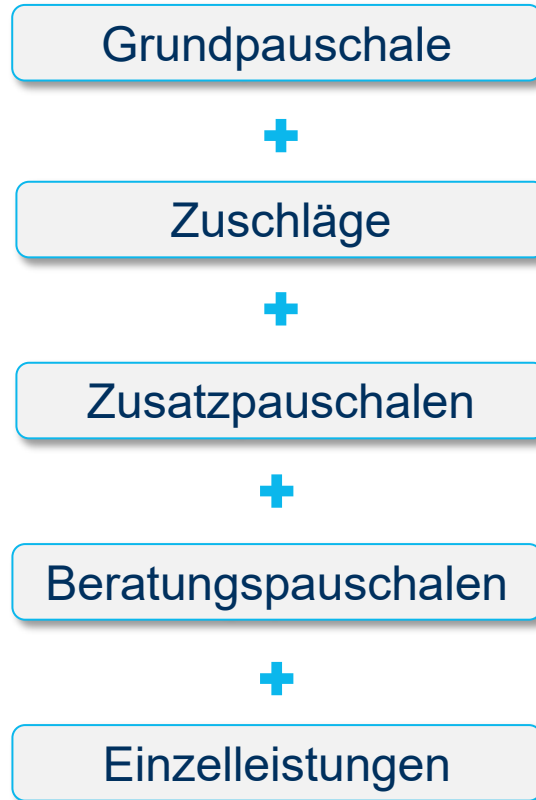 Grundpauschale
+
Zuschläge
+
Zusatzpauschalen
+
Beratungspauschalen
+
Einzelleistungen